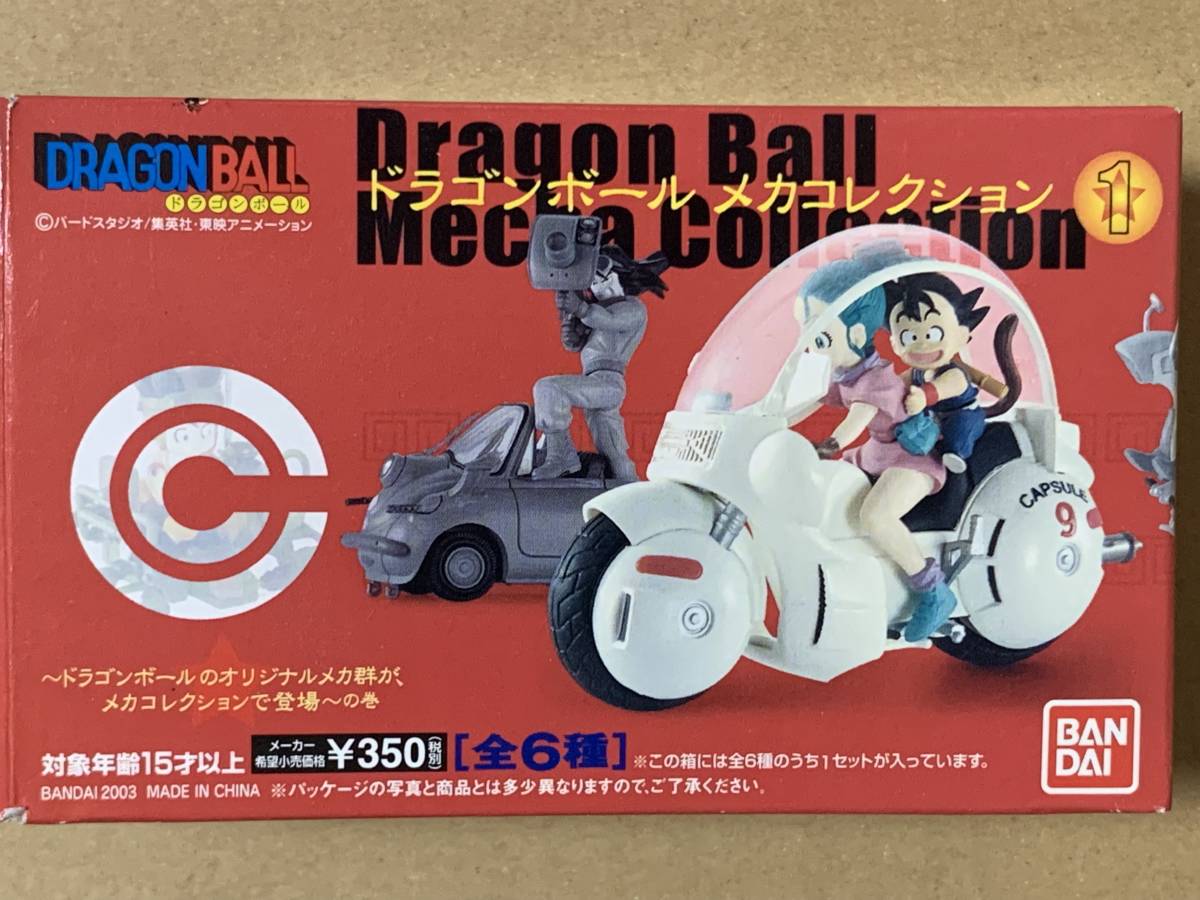 DRAGON BALL
ドラゴンボール
©バードスタジオ/集英社・東映アニメーション
Dragon Ball
ドラゴンボール メカコレクション 1
Mecha Collection
CAPSULE
9
～ドラゴンボールのオリジナルメカ群が、
メカコレクションで登場～の巻
対象年齢15才以上 メーカー希望小売価格 ¥350(税別) [全6種] ※この箱には全6種のうち1セットが入っています。
BANDAI 2003 MADE IN CHINA ※パッケージの写真と商品とは多少異なりますので、ご了承ください。
BAN
DAI